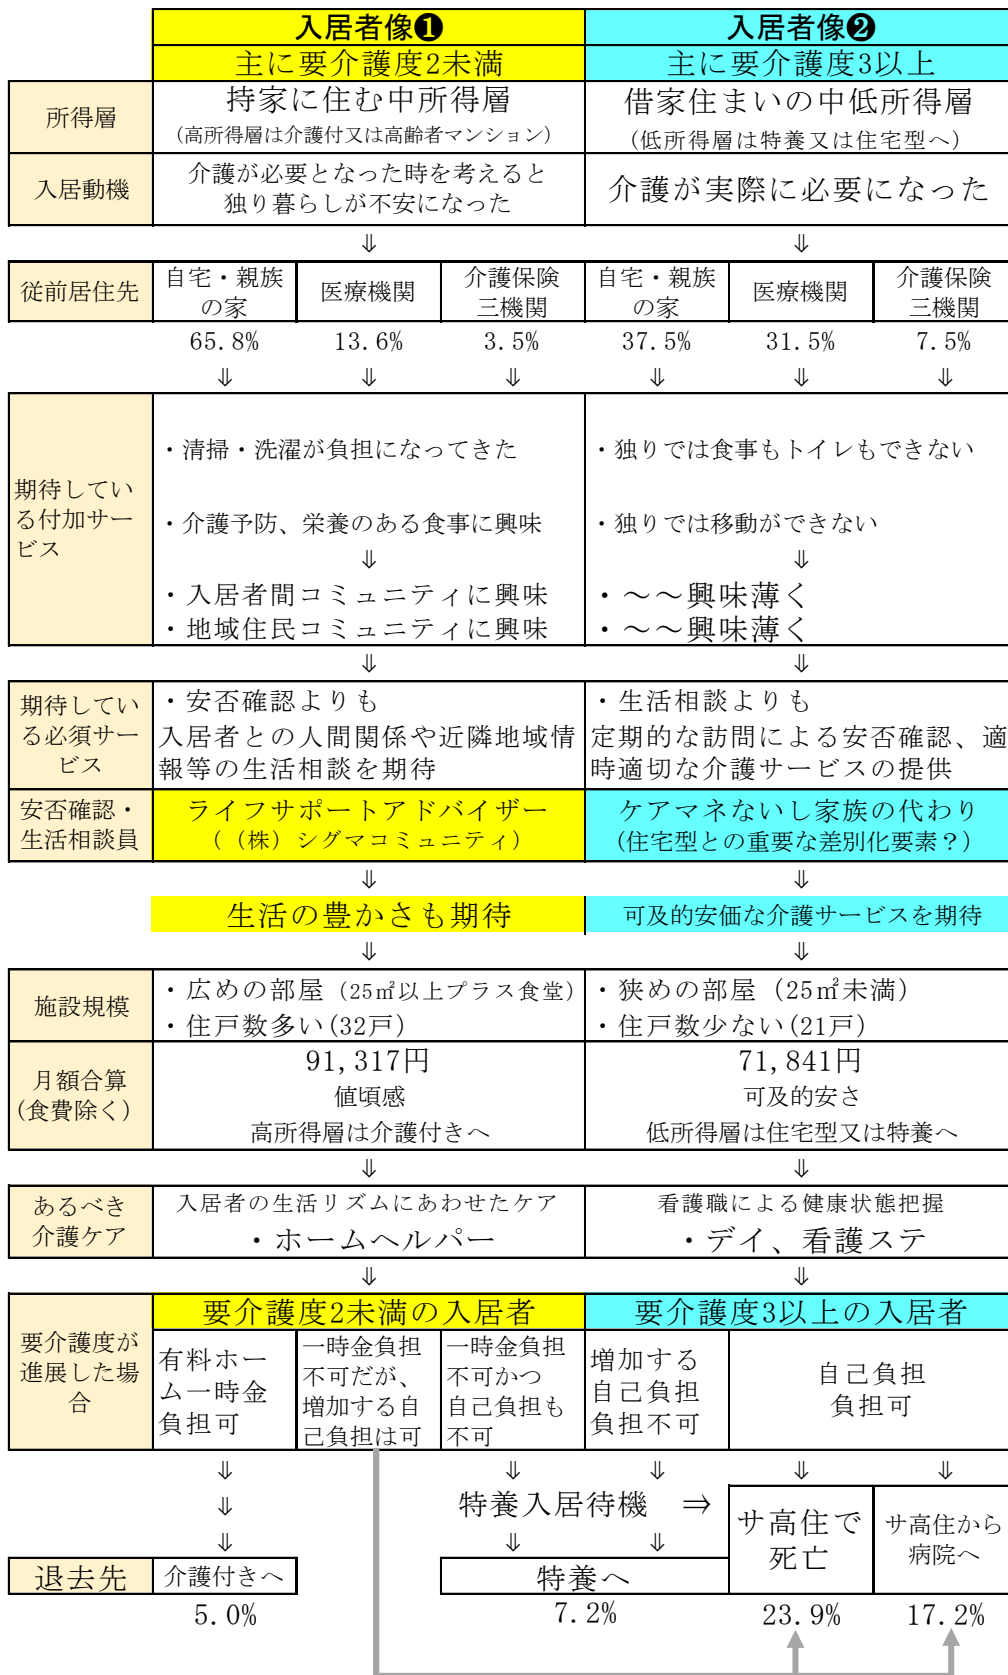 入居者像❶ 入居者像❷
主に要介護度2未満 主に要介護度3以上
所得層
持家に住む中所得層
(高所得層は介護付又は高齢者マンション)
借家住まいの中低所得層
(低所得層は特養又は住宅型へ)
入居動機
介護が必要となった時を考えると
独り暮らしが不安になった
介護が実際に必要になった
⇓ ⇓
従前居住先
自宅・親族
の家
医療機関
介護保険
三機関
自宅・親族
の家
医療機関
介護保険
三機関
65.8% 13.6% 3.5% 37.5% 31.5% 7.5%
⇓ ⇓ ⇓ ⇓ ⇓ ⇓
期待してい
る付加サー
ビス
・清掃・洗濯が負担になってきた
・介護予防、栄養のある食事に興味
⇓
・入居者間コミュニティに興味
・地域住民コミュニティに興味
・独りでは食事もトイレもできない
・独りでは移動ができない
⇓
・～～興味薄く
・～～興味薄く
⇓ ⇓
期待してい
る必須サー
ビス
・安否確認よりも
入居者との人間関係や近隣地域情
報等の生活相談を期待
・生活相談よりも
定期的な訪問による安否確認、適
時適切な介護サービスの提供
安否確認・
生活相談員
ライフサポートアドバイザー
((株)シグマコミュニティ)
ケアマネないし家族の代わり
(住宅型との重要な差別化要素？)
⇓ ⇓
生活の豊かさも期待 可及的安価な介護サービスを期待
⇓ ⇓
施設規模
・広めの部屋(25㎡以上プラス食堂)
・住戸数多い(32戸)
・狭めの部屋(25㎡未満)
・住戸数少ない(21戸)
月額合算
(食費除く)
91,317円
値頃感
高所得層は介護付きへ
71,841円
可及的安さ
低所得層は住宅型又は特養へ
⇓ ⇓
あるべき
介護ケア
入居者の生活リズムにあわせたケア
・ホームヘルパー
看護職による健康状態把握
・デイ、看護ステ
⇓ ⇓
要介護度が
進展した場
合
要介護度2未満の入居者 要介護度3以上の入居者
有料ホー
ム一時金
負担可
一時金負担
不可だが、
増加する自
己負担は可
一時金負担
不可かつ
自己負担も
不可
増加する
自己負担
負担不可
自己負担
負担可
⇓ ⇓ ⇓ ⇓ ⇓
⇓ 特養入居待機 ⇒
⇓ ⇓ ⇓
サ高住で
死亡
サ高住から
病院へ
退去先 介護付きへ 特養へ
5.0% 7.2% 23.9% 17.2%